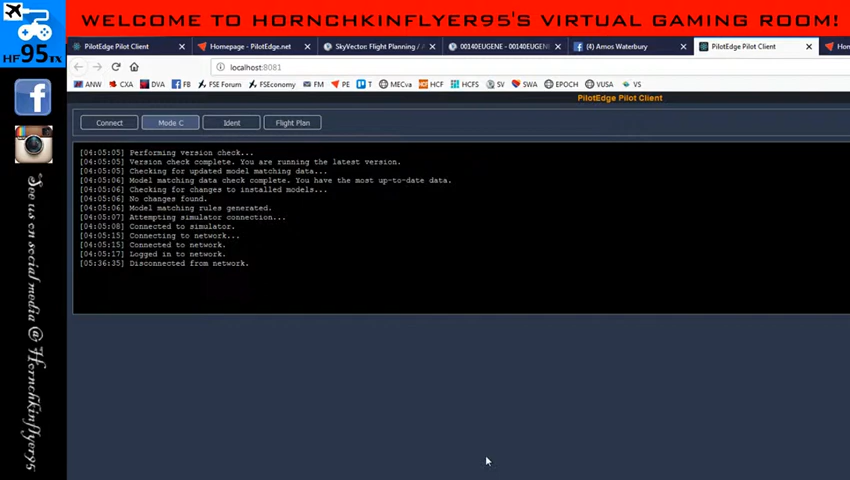 WELCOME TO HORNCHKINFLYER95'S VIRTUAL GAMING ROOM!
HF 95TX
PilotEdge Pilot Client
Homepage - PilotEdge.net
SkyVector: Flight Planning / A
00140EUGENE - 00140EUGEN
(4) Amos Waterbury
PilotEdge Pilot Client
Hom
localhost:8081
ANW CXA DVA FB FSE Forum FSEconomy FM PE T MECva HCF HCFS SV SWA EPOCH VUSA VS
PilotEdge Pilot Client
Connect Mode C Ident Flight Plan
[04:05:05] Performing version check...
[04:05:05] Version check complete. You are running the latest version.
[04:05:05] Checking for updated model matching data...
[04:05:06] Model matching data check complete. You have the most up-to-date data.
[04:05:06] Checking for changes to installed models...
[04:05:06] No changes found.
[04:05:06] Model matching rules generated.
[04:05:07] Attempting simulator connection...
[04:05:08] Connected to simulator.
[04:05:15] Connecting to network...
[04:05:15] Connected to network.
[04:05:17] Logged in to network.
[05:36:35] Disconnected from network.
See us on social media @ Hornchkinflyer95